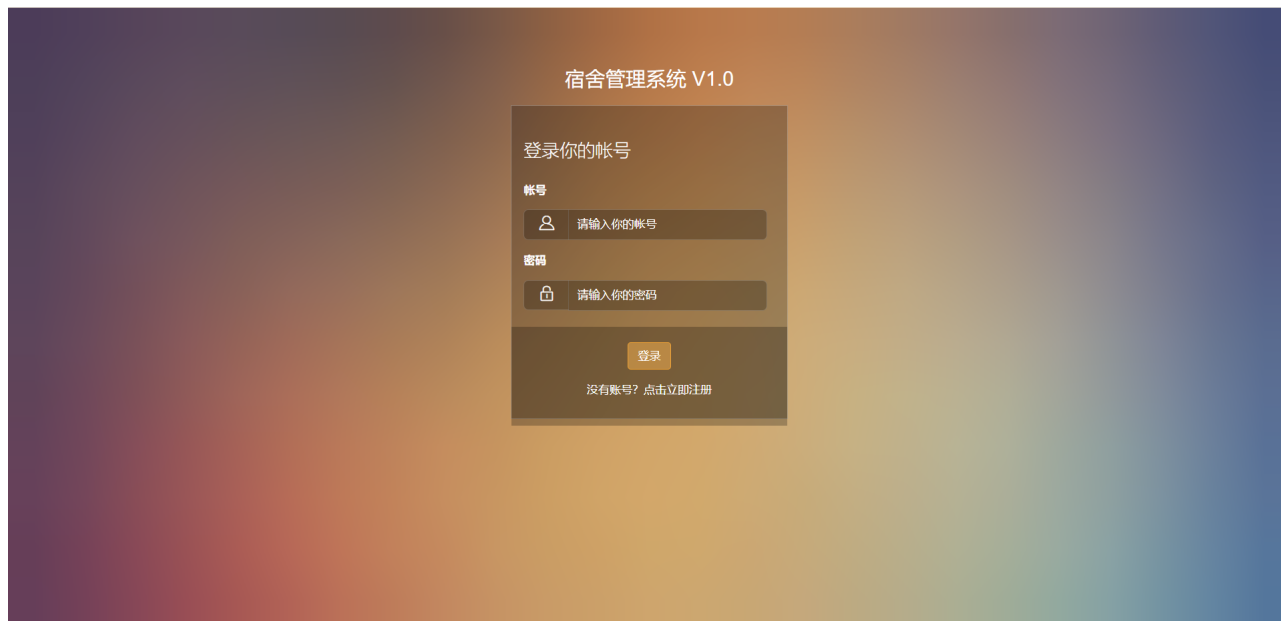 宿舍管理系统 V1.0
登录你的帐号
帐号
请输入你的帐号
密码
请输入你的密码
登录
没有账号？点击立即注册